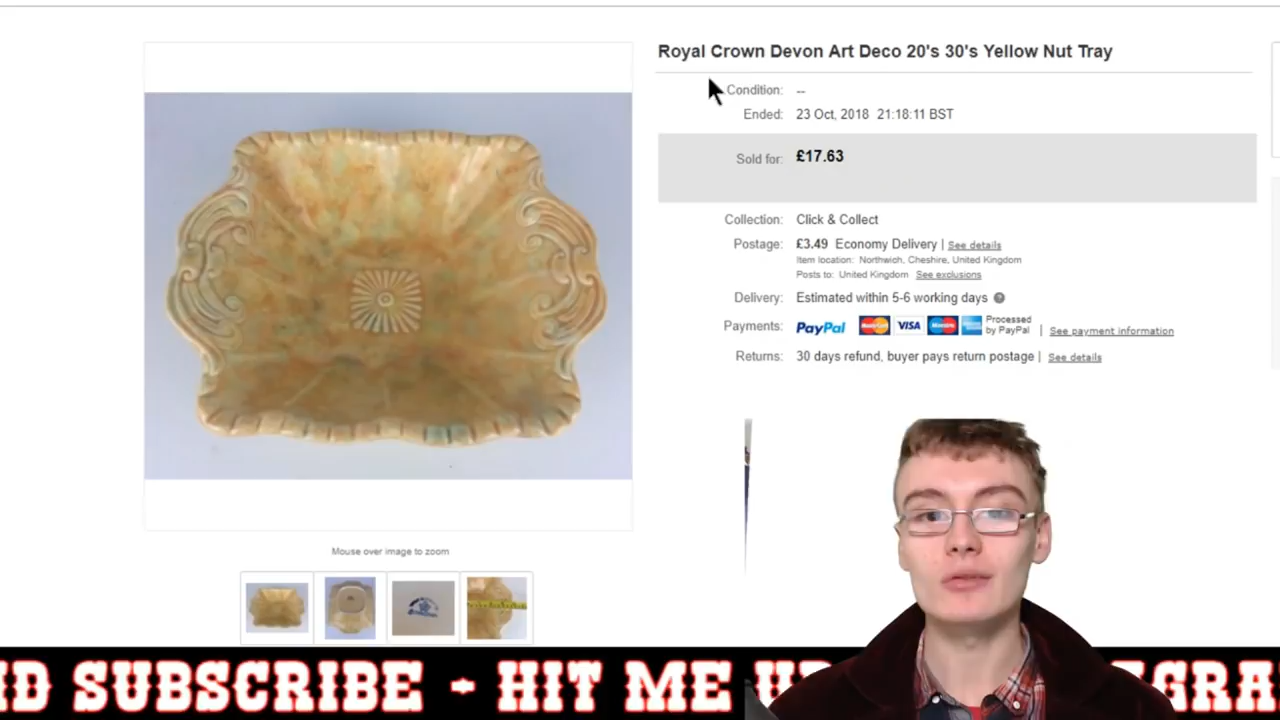 Royal Crown Devon Art Deco 20's 30's Yellow Nut Tray
Condition: --
Ended: 23 Oct, 2018 21:18:11 BST
Sold for: £17.63
Collection: Click & Collect
Postage: £3.49 Economy Delivery | See details
Item location: Northwich, Cheshire, United Kingdom
Posts to: United Kingdom See exclusions
Delivery: Estimated within 5-6 working days ?
Payments: PayPal MasterCard VISA Maestro Processed by PayPal | See payment information
Returns: 30 days refund, buyer pays return postage | See details
Mouse over image to zoom
SUBSCRIBE - HIT ME